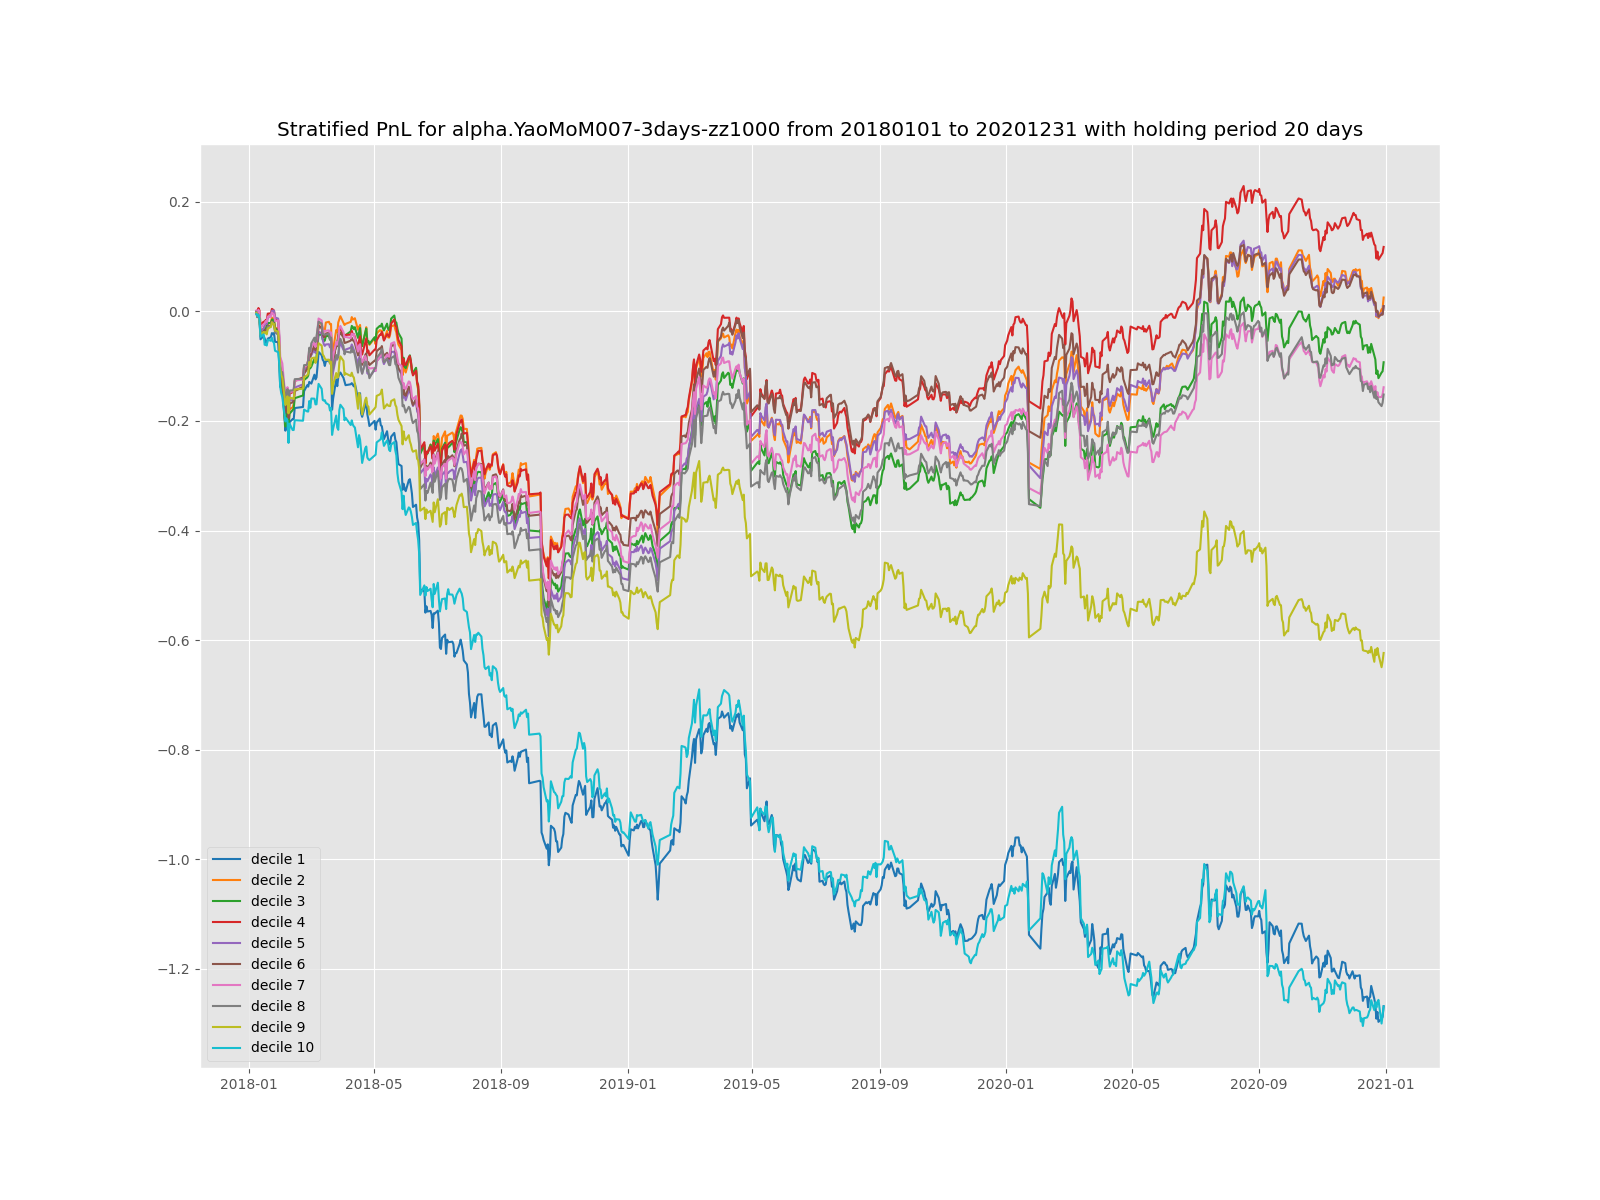 Stratified PnL for alpha.YaoMoM007-3days-zz1000 from 20180101 to 20201231 with holding period 20 days
0.2
0.0
−0.2
−0.4
−0.6
−0.8
−1.0
−1.2
decile 1
decile 2
decile 3
decile 4
decile 5
decile 6
decile 7
decile 8
decile 9
decile 10
2018-01 2018-05 2018-09 2019-01 2019-05 2019-09 2020-01 2020-05 2020-09 2021-01